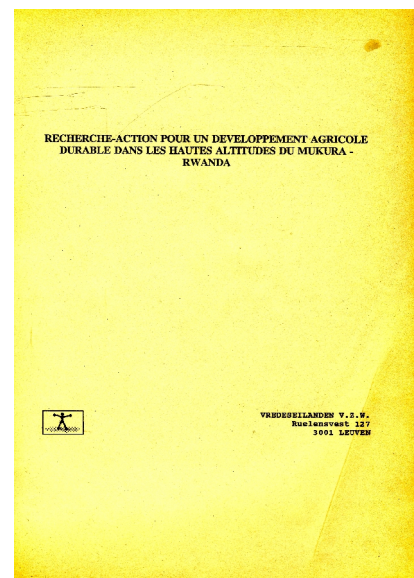 RECHERCHE-ACTION POUR UN DEVELOPPEMENT AGRICOLE
DURABLE DANS LES HAUTES ALTITUDES DU MUKURA -
RWANDA
VREDESEILANDEN V.Z.W.
Ruelensvest 127
3001 LEUVEN